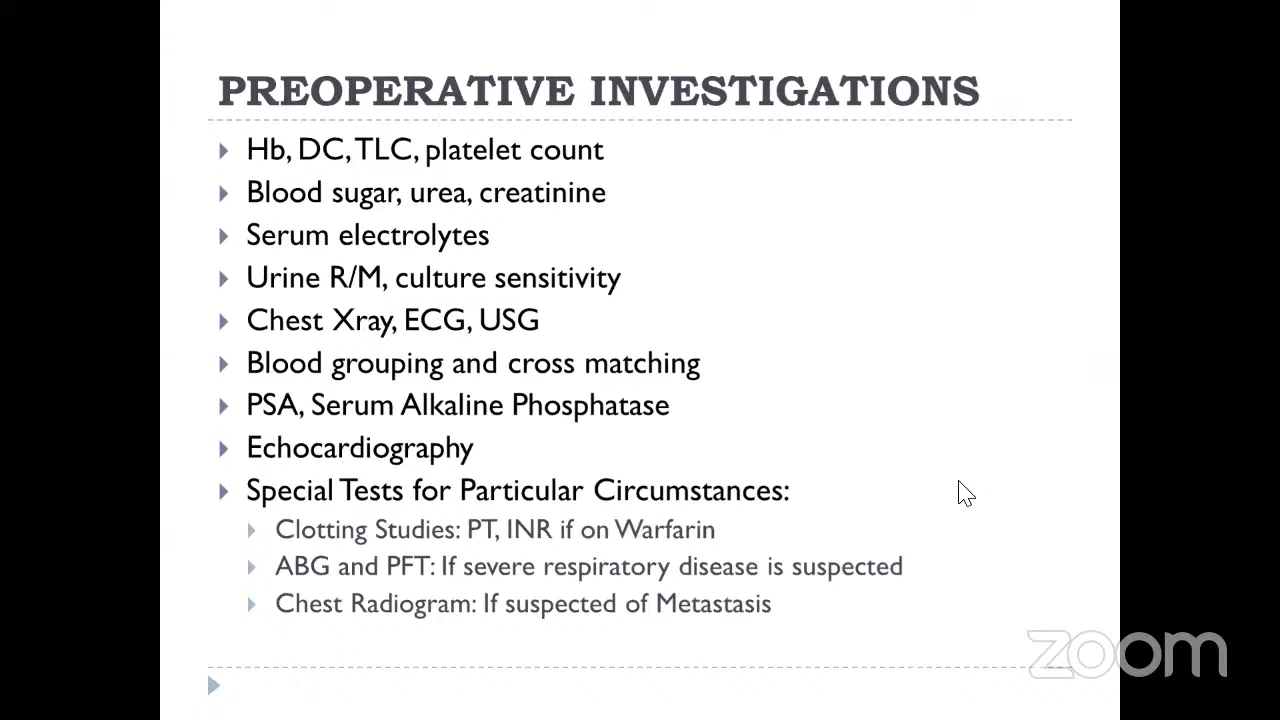 PREOPERATIVE INVESTIGATIONS
Hb, DC, TLC, platelet count
Blood sugar, urea, creatinine
Serum electrolytes
Urine R/M, culture sensitivity
Chest Xray, ECG, USG
Blood grouping and cross matching
PSA, Serum Alkaline Phosphatase
Echocardiography
Special Tests for Particular Circumstances:
Clotting Studies: PT, INR if on Warfarin
ABG and PFT: If severe respiratory disease is suspected
Chest Radiogram: If suspected of Metastasis
zoom